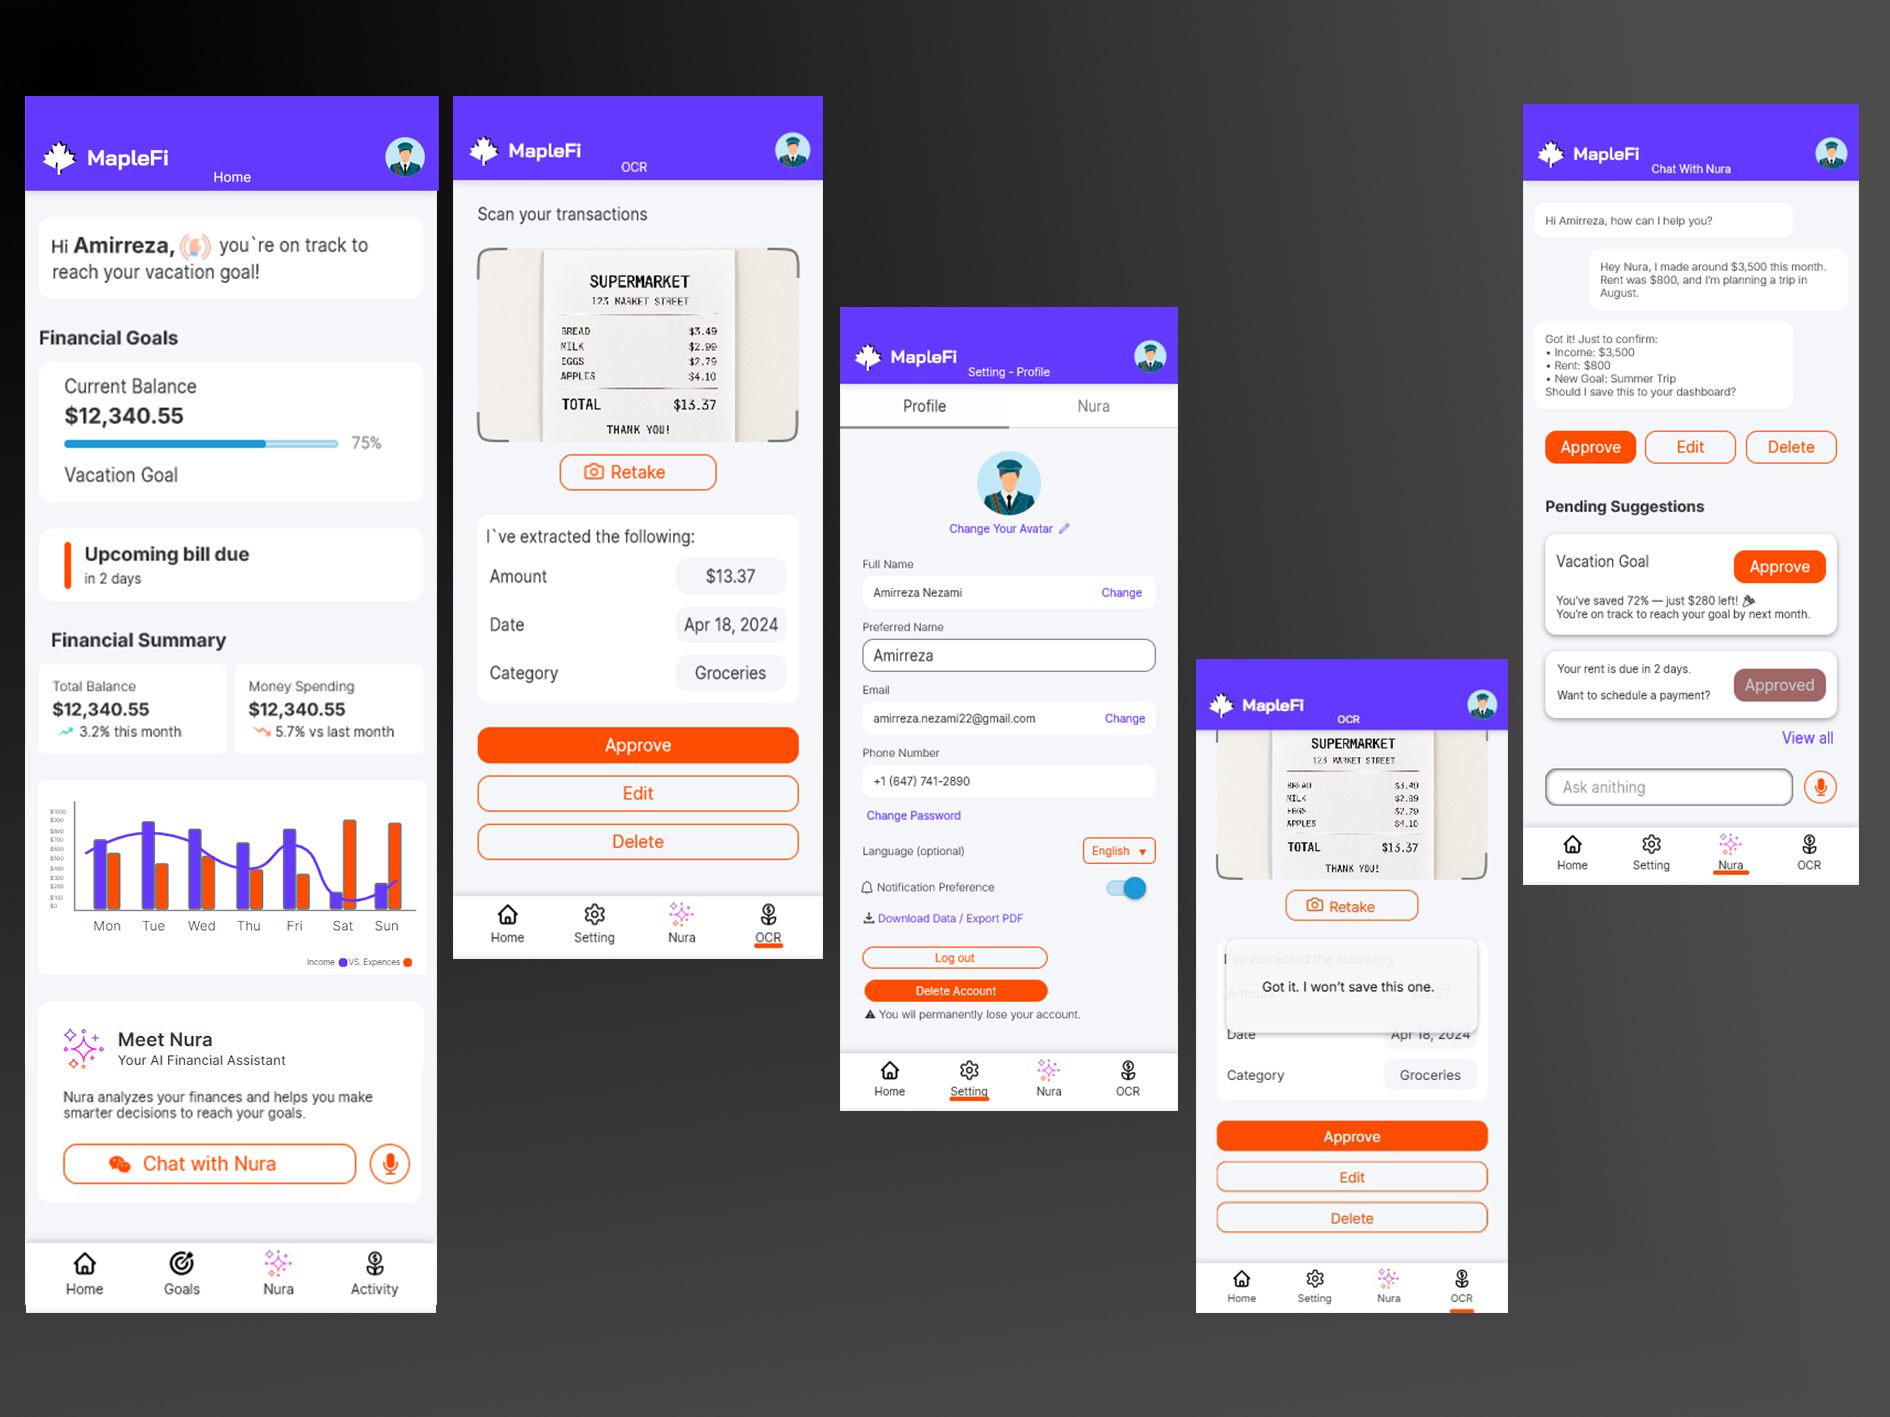 MapleFi
Home
Hi Amirreza, you`re on track to
reach your vacation goal!
Financial Goals
Current Balance
$12,340.55
75%
Vacation Goal
Upcoming bill due
in 2 days
Financial Summary
Total Balance
$12,340.55
3.2% this month
Money Spending
$12,340.55
5.7% vs last month
$1000
$900
$800
$700
$600
$500
$400
$300
$200
$100
$0
Mon Tue Wed Thu Fri Sat Sun
Income VS. Expences
Meet Nura
Your AI Financial Assistant
Nura analyzes your finances and helps you make
smarter decisions to reach your goals.
Chat with Nura
Home Goals Nura Activity
MapleFi
OCR
Scan your transactions
SUPERMARKET
123 MARKET STREET
BREAD $3.49
MILK $2.99
EGGS $2.79
APPLES $4.10
TOTAL $13.37
THANK YOU!
Retake
I`ve extracted the following:
Amount $13.37
Date Apr 18, 2024
Category Groceries
Approve
Edit
Delete
Home Setting Nura OCR
MapleFi
Setting - Profile
Profile Nura
Change Your Avatar
Full Name
Amirreza Nezami Change
Preferred Name
Amirreza
Email
amirreza.nezami22@gmail.com Change
Phone Number
+1 (647) 741-2890
Change Password
Language (optional) English
Notification Preference
Download Data / Export PDF
Log out
Delete Account
You wil permanently lose your account.
Home Setting Nura OCR
MapleFi
OCR
SUPERMARKET
123 MARKET STREET
BREAD $3.49
MILK $2.99
EGGS $2.79
APPLES $4.10
TOTAL $13.37
THANK YOU!
Retake
I've extracted the following:
Got it. I won't save this one.
Amount $13.37
Date Apr 18, 2024
Category Groceries
Approve
Edit
Delete
Home Setting Nura OCR
MapleFi
Chat With Nura
Hi Amirreza, how can I help you?
Hey Nura, I made around $3,500 this month.
Rent was $800, and I'm planning a trip in
August.
Got it! Just to confirm:
• Income: $3,500
• Rent: $800
• New Goal: Summer Trip
Should I save this to your dashboard?
Approve Edit Delete
Pending Suggestions
Vacation Goal
Approve
You've saved 72% — just $280 left! 🎉
You're on track to reach your goal by next month.
Your rent is due in 2 days.
Want to schedule a payment?
Approved
View all
Ask anithing
Home Setting Nura OCR